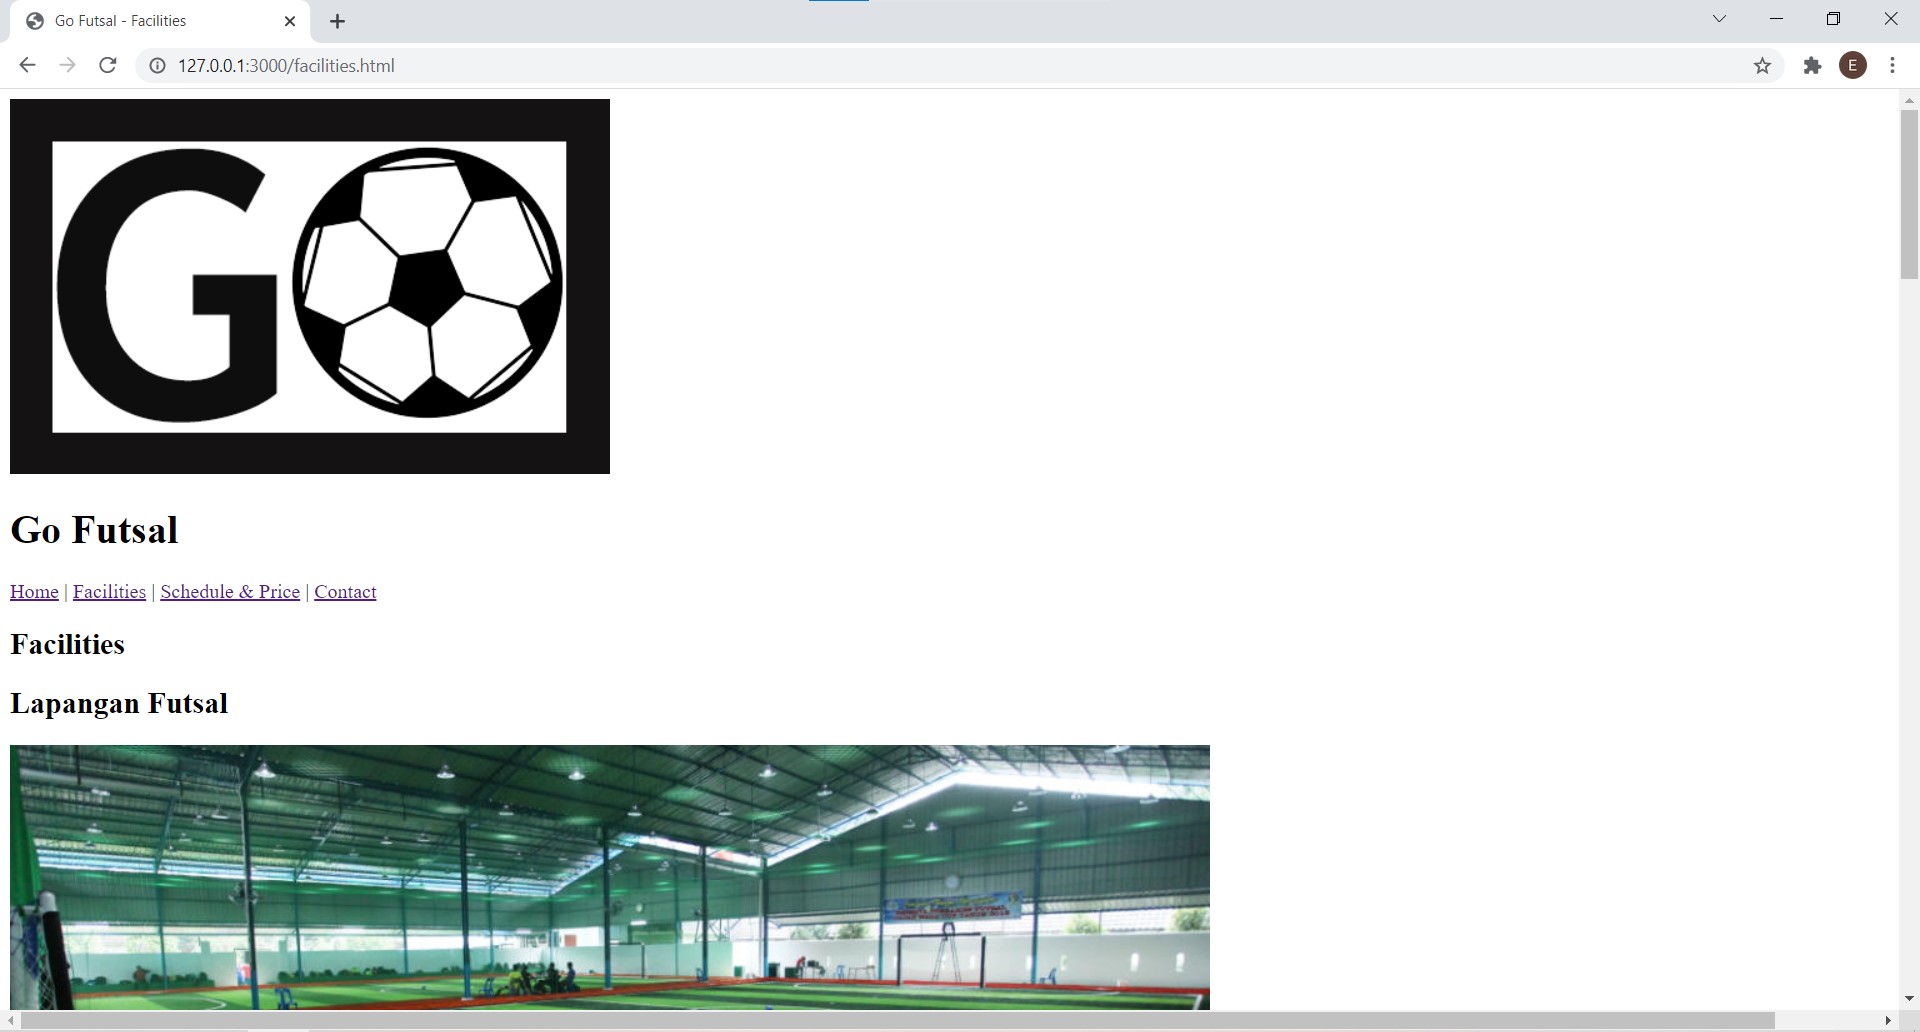 Go Futsal - Facilities
127.0.0.1:3000/facilities.html
E
GO
Go Futsal
Home | Facilities | Schedule & Price | Contact
Facilities
Lapangan Futsal